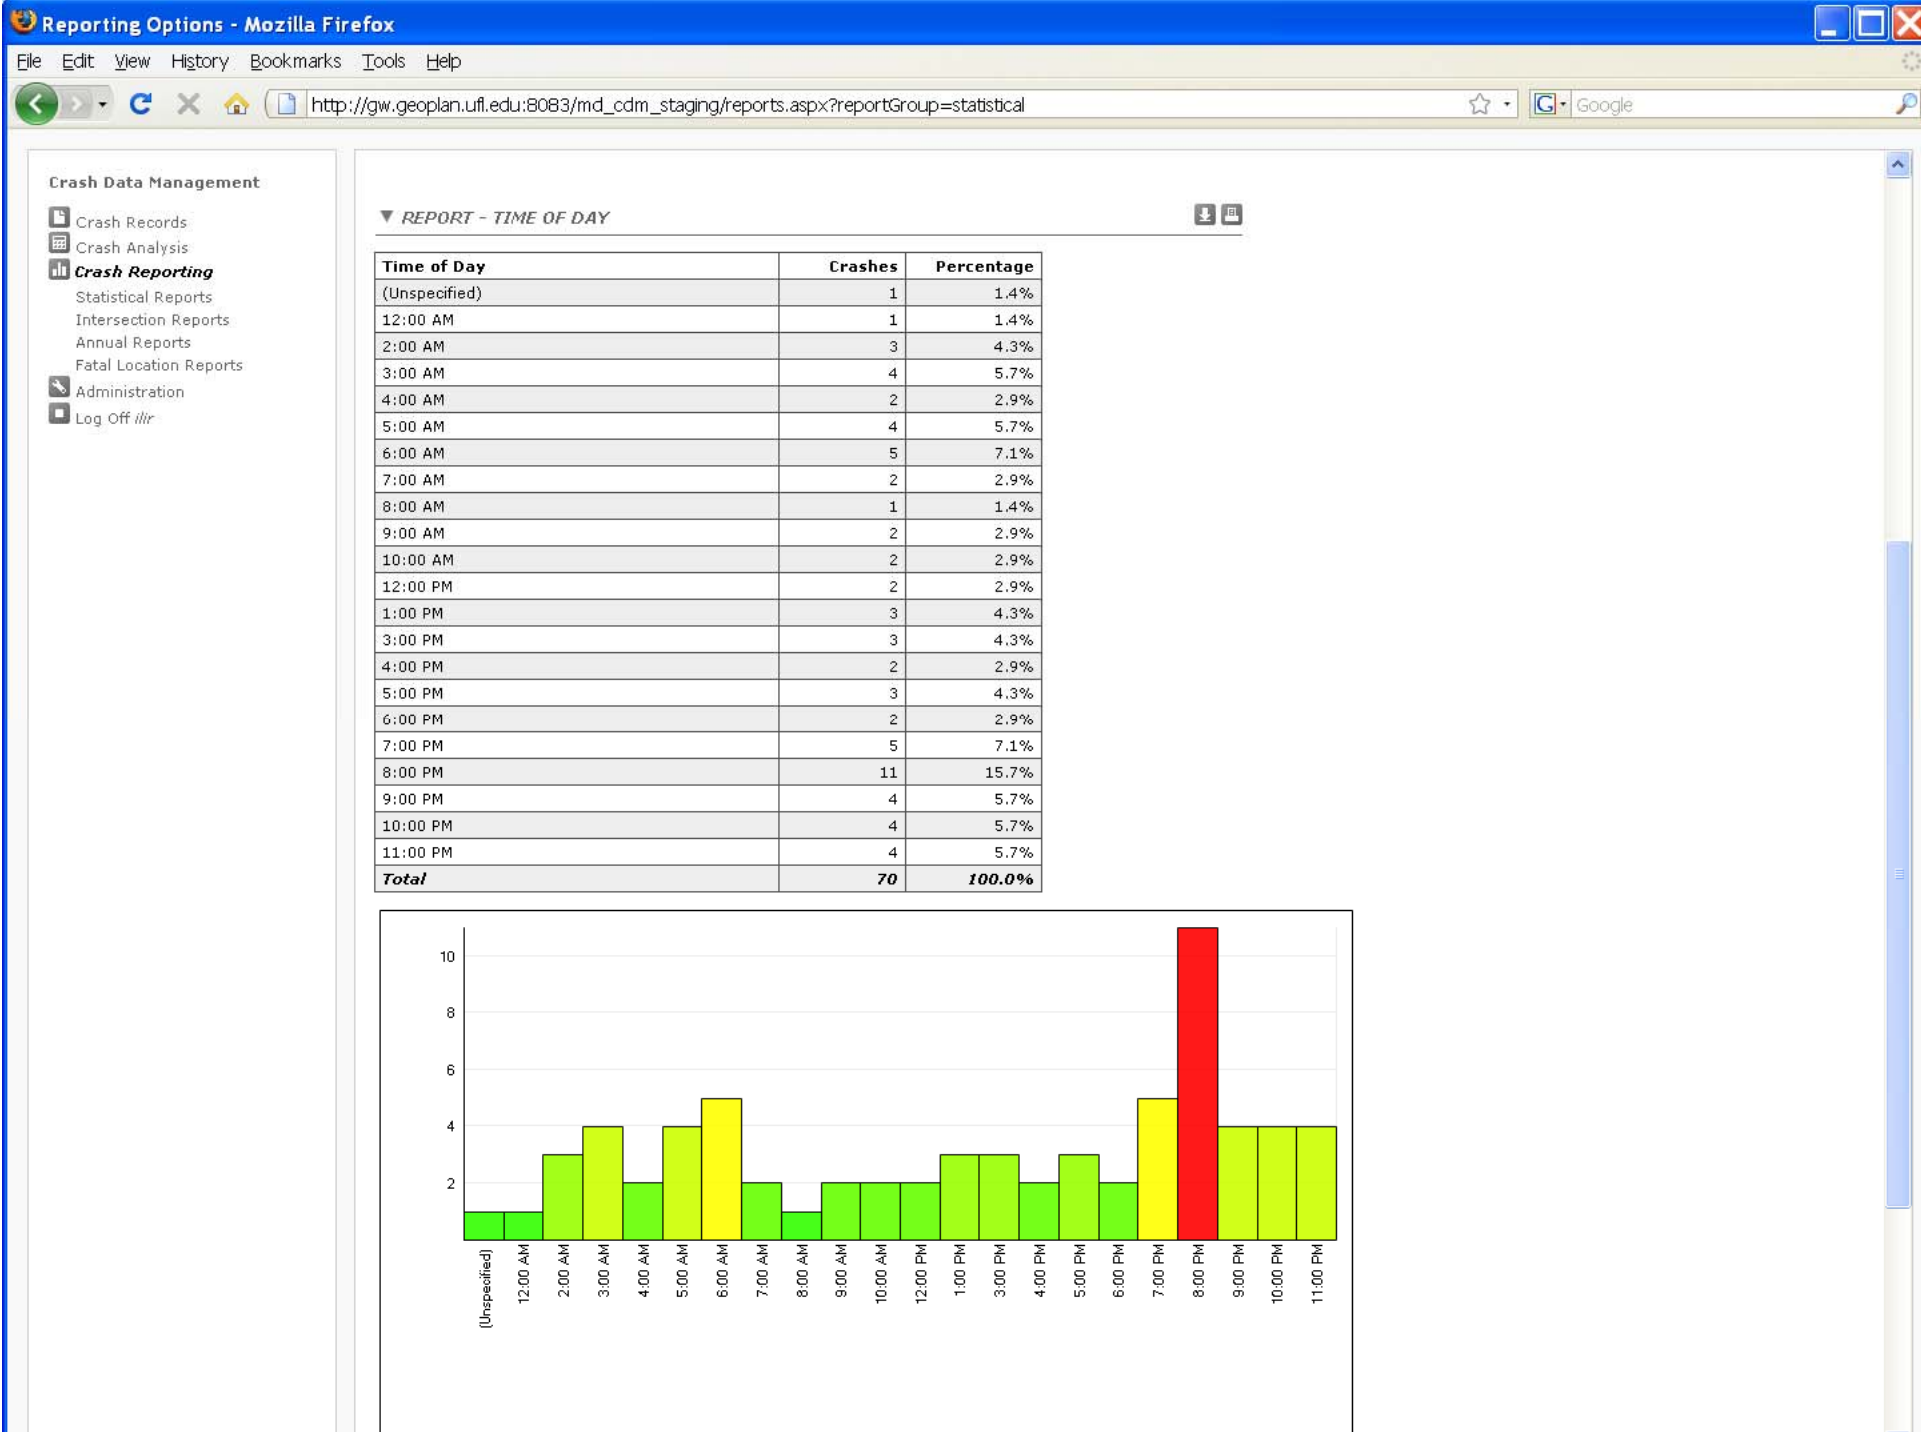 Reporting Options - Mozilla Firefox
File Edit View History Bookmarks Tools Help
http://gw.geoplan.ufl.edu:8083/md_cdm_staging/reports.aspx?reportGroup=statistical
G Google
Crash Data Management
Crash Records
Crash Analysis
Crash Reporting
Statistical Reports
Intersection Reports
Annual Reports
Fatal Location Reports
Administration
Log Off ilir
REPORT - TIME OF DAY
Time of Day Crashes Percentage
(Unspecified) 1 1.4%
12:00 AM 1 1.4%
2:00 AM 3 4.3%
3:00 AM 4 5.7%
4:00 AM 2 2.9%
5:00 AM 4 5.7%
6:00 AM 5 7.1%
7:00 AM 2 2.9%
8:00 AM 1 1.4%
9:00 AM 2 2.9%
10:00 AM 2 2.9%
12:00 PM 2 2.9%
1:00 PM 3 4.3%
3:00 PM 3 4.3%
4:00 PM 2 2.9%
5:00 PM 3 4.3%
6:00 PM 2 2.9%
7:00 PM 5 7.1%
8:00 PM 11 15.7%
9:00 PM 4 5.7%
10:00 PM 4 5.7%
11:00 PM 4 5.7%
Total 70 100.0%
10
8
6
4
2
(Unspecified)
12:00 AM
2:00 AM
3:00 AM
4:00 AM
5:00 AM
6:00 AM
7:00 AM
8:00 AM
9:00 AM
10:00 AM
12:00 PM
1:00 PM
3:00 PM
4:00 PM
5:00 PM
6:00 PM
7:00 PM
8:00 PM
9:00 PM
10:00 PM
11:00 PM